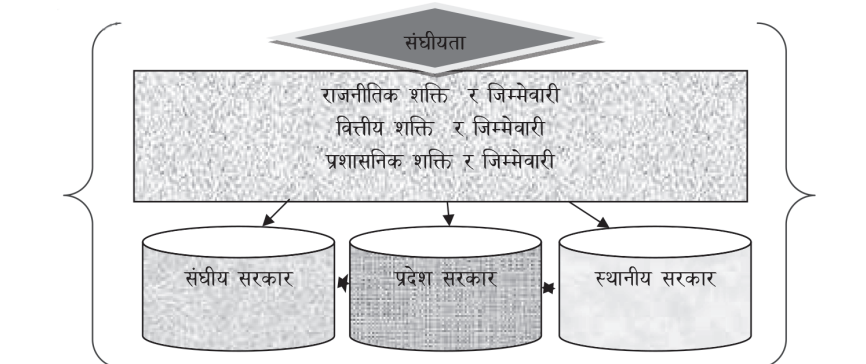 संघीयता
राजनीतिक शक्ति र जिम्मेवारी
वित्तीय शक्ति र जिम्मेवारी
प्रशासनिक शक्ति र जिम्मेवारी
संघीय सरकार
प्रदेश सरकार
स्थानीय सरकार